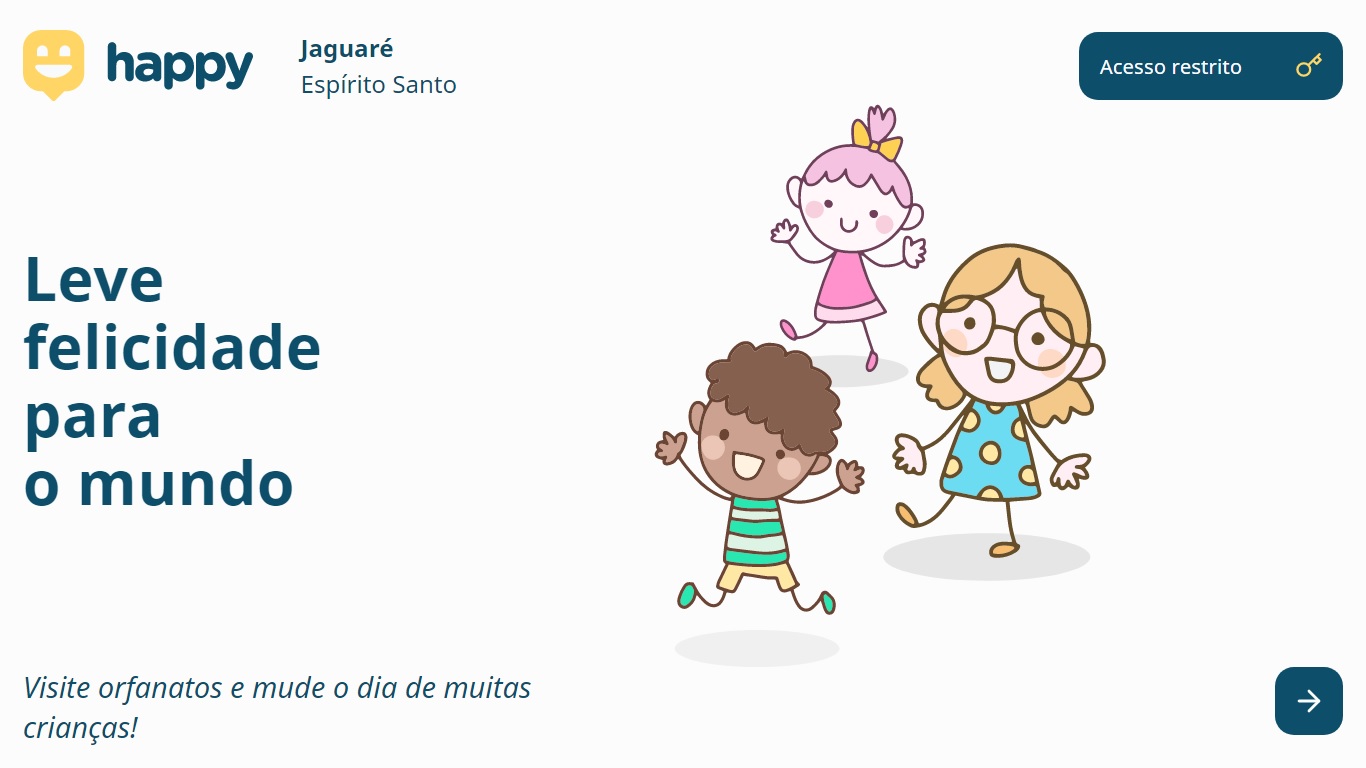 happy
Jaguaré
Espírito Santo
Acesso restrito
Leve
felicidade
para
o mundo
Visite orfanatos e mude o dia de muitas
crianças!